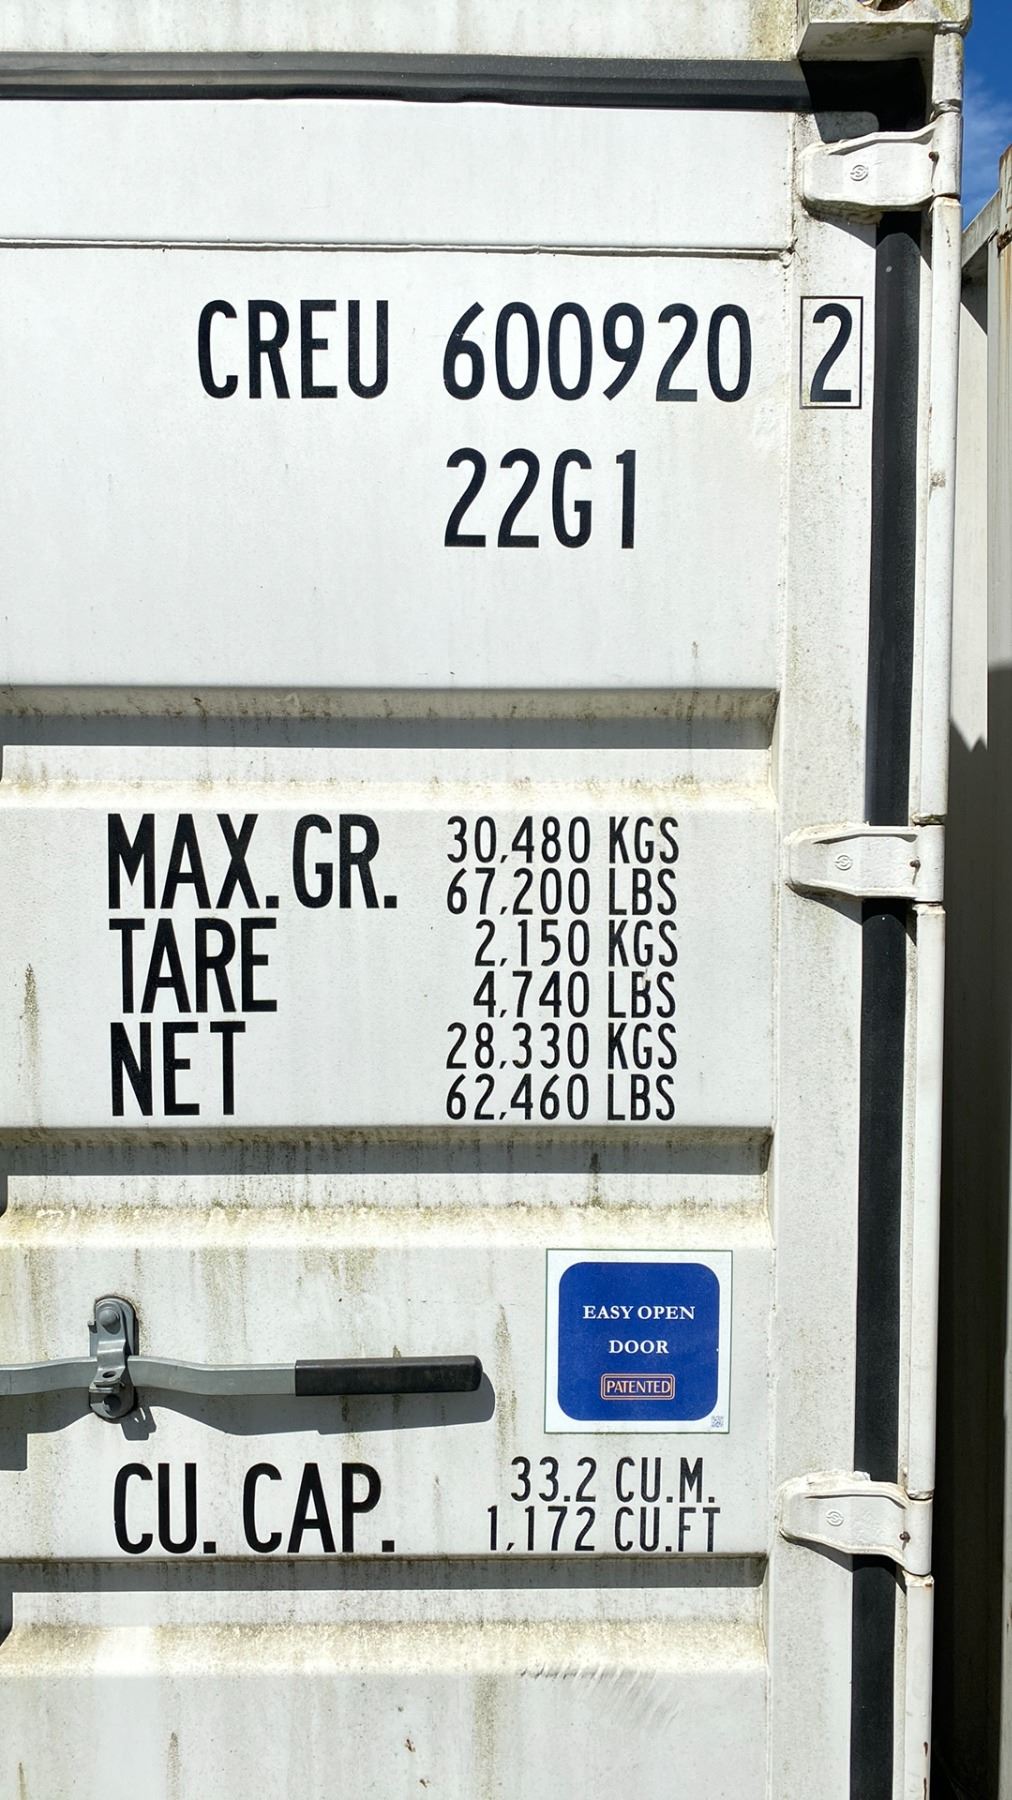 CREU 600920 2
22G1
MAX.GR. 30,480 KGS
67,200 LBS
TARE 2,150 KGS
4,740 LBS
NET 28,330 KGS
62,460 LBS
EASY OPEN
DOOR
PATENTED
CU. CAP. 33.2 CU.M.
1,172 CU.FT